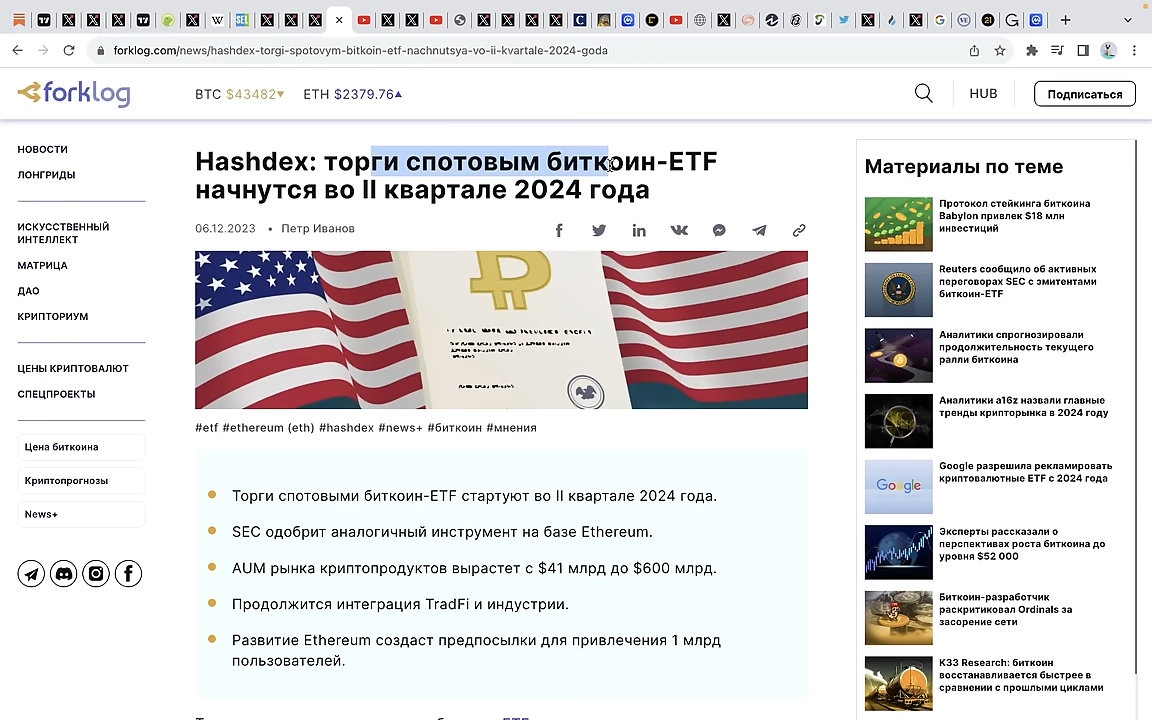 forklog.com/news/hashdex-torgi-spotovym-bitkoin-etf-nachnutsya-vo-ii-kvartale-2024-goda
forklog
BTC $43482▼ ETH $2379.76▲
HUB
Подписаться
НОВОСТИ
ЛОНГРИДЫ
ИСКУССТВЕННЫЙ
ИНТЕЛЛЕКТ
МАТРИЦА
ДАО
КРИПТОРИУМ
ЦЕНЫ КРИПТОВАЛЮТ
СПЕЦПРОЕКТЫ
Цена биткоина
Криптопрогнозы
News+
Hashdex: торги спотовым биткоин-ETF
начнутся во II квартале 2024 года
06.12.2023 • Петр Иванов
#etf #ethereum (eth) #hashdex #news+ #биткоин #мнения
Торги спотовыми биткоин-ETF стартуют во II квартале 2024 года.
SEC одобрит аналогичный инструмент на базе Ethereum.
AUM рынка криптопродуктов вырастет с $41 млрд до $600 млрд.
Продолжится интеграция TradFi и индустрии.
Развитие Ethereum создаст предпосылки для привлечения 1 млрд
пользователей.
Материалы по теме
Протокол стейкинга биткоина
Babylon привлек $18 млн
инвестиций
Reuters сообщило об активных
переговорах SEC с эмитентами
биткоин-ETF
Аналитики спрогнозировали
продолжительность текущего
ралли биткоина
Аналитики a16z назвали главные
тренды крипторынка в 2024 году
Google
Google разрешила рекламировать
криптовалютные ETF с 2024 года
Эксперты рассказали о
перспективах роста биткоина до
уровня $52 000
Биткоин-разработчик
раскритиковал Ordinals за
засорение сети
K33 Research: биткоин
восстанавливается быстрее в
сравнении с прошлыми циклами